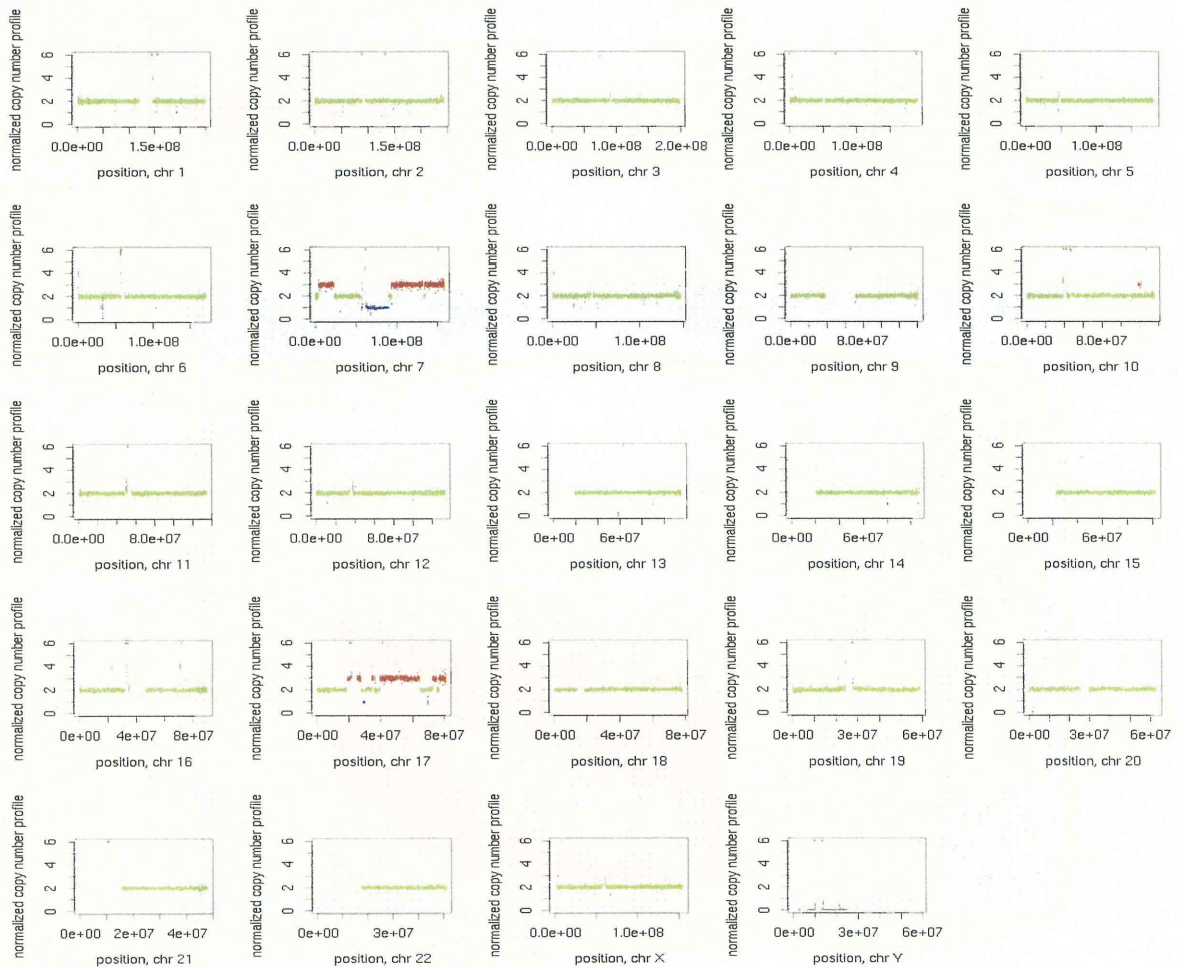 normalized copy number profile
0 2 4 6
0.0e+00 1.5e+08
position, chr 1
normalized copy number profile
0 2 4 6
0.0e+00 1.5e+08
position, chr 2
normalized copy number profile
0 2 4 6
0.0e+00 1.0e+08 2.0e+08
position, chr 3
normalized copy number profile
0 2 4 6
0.0e+00 1.0e+08
position, chr 4
normalized copy number profile
0 2 4 6
0.0e+00 1.0e+08
position, chr 5
normalized copy number profile
0 2 4 6
0.0e+00 1.0e+08
position, chr 6
normalized copy number profile
0 2 4 6
0.0e+00 1.0e+08
position, chr 7
normalized copy number profile
0 2 4 6
0.0e+00 1.0e+08
position, chr 8
normalized copy number profile
0 2 4 6
0.0e+00 8.0e+07
position, chr 9
normalized copy number profile
0 2 4 6
0.0e+00 8.0e+07
position, chr 10
normalized copy number profile
0 2 4 6
0.0e+00 8.0e+07
position, chr 11
normalized copy number profile
0 2 4 6
0.0e+00 8.0e+07
position, chr 12
normalized copy number profile
0 2 4 6
0e+00 6e+07
position, chr 13
normalized copy number profile
0 2 4 6
0e+00 6e+07
position, chr 14
normalized copy number profile
0 2 4 6
0e+00 6e+07
position, chr 15
normalized copy number profile
0 2 4 6
0e+00 4e+07 8e+07
position, chr 16
normalized copy number profile
0 2 4 6
0e+00 4e+07 8e+07
position, chr 17
normalized copy number profile
0 2 4 6
0e+00 4e+07 8e+07
position, chr 18
normalized copy number profile
0 2 4 6
0e+00 3e+07 6e+07
position, chr 19
normalized copy number profile
0 2 4 6
0e+00 3e+07 6e+07
position, chr 20
normalized copy number profile
0 2 4 6
0e+00 2e+07 4e+07
position, chr 21
normalized copy number profile
0 2 4 6
0e+00 3e+07
position, chr 22
normalized copy number profile
0 2 4 6
0.0e+00 1.0e+08
position, chr X
normalized copy number profile
0 2 4 6
0e+00 3e+07 6e+07
position, chr Y